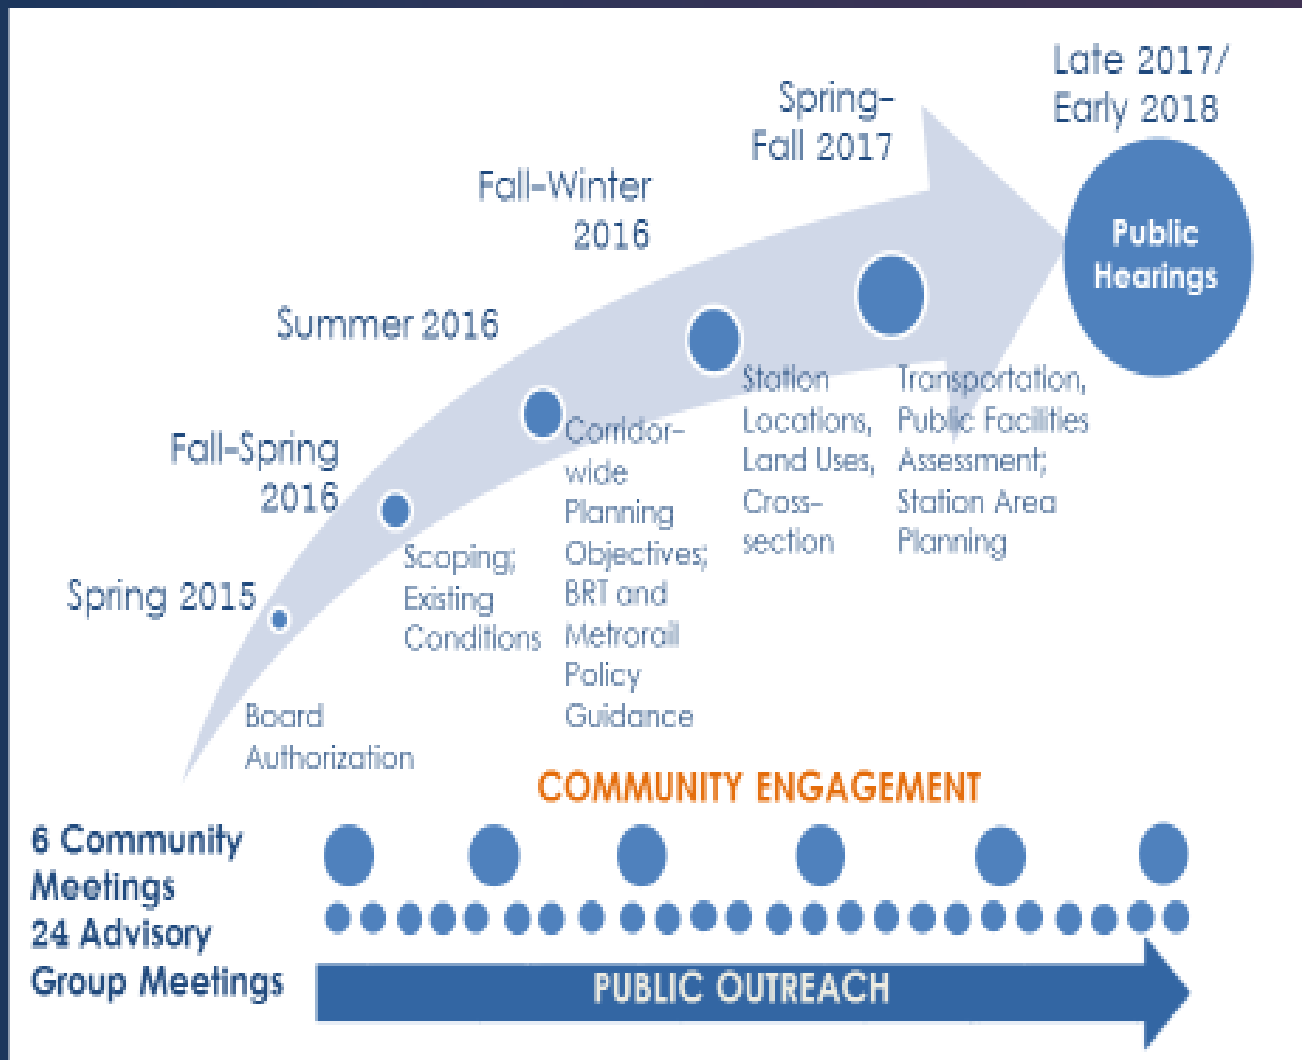 Late 2017/
Early 2018
Spring–
Fall 2017
Fall–Winter
2016
Public
Hearings
Summer 2016
Station
Locations,
Land Uses,
Cross–
section
Transportation,
Public Facilities
Assessment;
Station Area
Planning
Fall–Spring
2016
Corridor–
wide
Planning
Objectives;
BRT and
Metrorail
Policy
Guidance
Scoping;
Existing
Conditions
Spring 2015
Board
Authorization
COMMUNITY ENGAGEMENT
6 Community
Meetings
24 Advisory
Group Meetings
PUBLIC OUTREACH